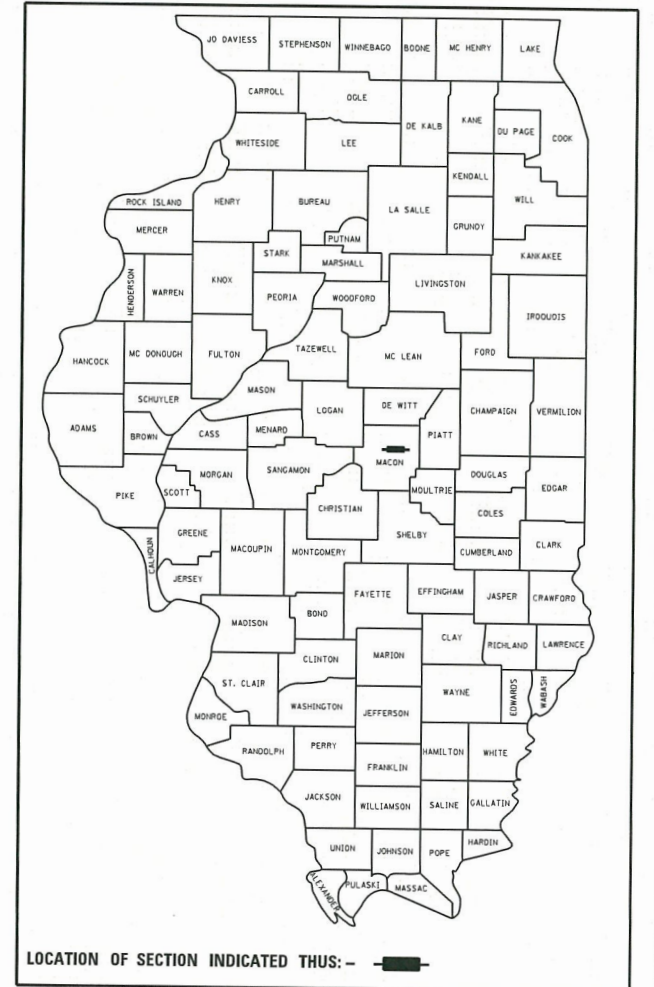 JO DAVIESS
STEPHENSON
WINNEBAGO
BOONE
MC HENRY
LAKE
CARROLL
OGLE
DE KALB
KANE
DU PAGE
COOK
WHITESIDE
LEE
KENDALL
WILL
ROCK ISLAND
HENRY
BUREAU
LA SALLE
GRUNDY
MERCER
PUTNAM
STARK
MARSHALL
KANKAKEE
HENDERSON
WARREN
KNOX
PEORIA
WOODFORD
LIVINGSTON
IROQUOIS
HANCOCK
MC DONOUGH
FULTON
TAZEWELL
MC LEAN
FORD
MASON
SCHUYLER
LOGAN
DE WITT
CHAMPAIGN
VERMILION
ADAMS
BROWN
CASS
MENARD
PIATT
MACON
MORGAN
SANGAMON
DOUGLAS
PIKE
SCOTT
MOULTRIE
EDGAR
CHRISTIAN
COLES
GREENE
MACOUPIN
MONTGOMERY
SHELBY
CUMBERLAND
CLARK
CALHOUN
JERSEY
FAYETTE
EFFINGHAM
JASPER
CRAWFORD
MADISON
BOND
CLAY
RICHLAND
LAWRENCE
CLINTON
MARION
ST. CLAIR
WAYNE
EDWARDS
WABASH
MONROE
WASHINGTON
JEFFERSON
RANDOLPH
PERRY
HAMILTON
WHITE
FRANKLIN
JACKSON
WILLIAMSON
SALINE
GALLATIN
UNION
JOHNSON
POPE
HARDIN
ALEXANDER
PULASKI
MASSAC
LOCATION OF SECTION INDICATED THUS: –